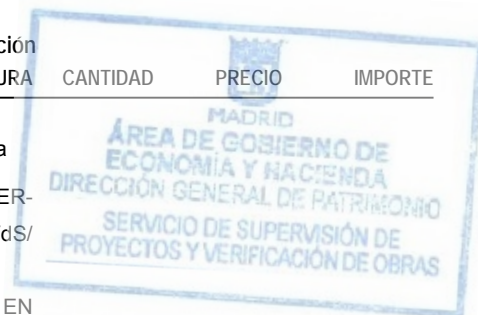 ción
URA CANTIDAD PRECIO IMPORTE
MADRID
a
ÁREA DE GOBIERNO DE
ECONOMÍA Y HACIENDA
ER-
DIRECCIÓN GENERAL DE PATRIMONIO
dS/
SERVICIO DE SUPERVISIÓN DE
PROYECTOS Y VERIFICACIÓN DE OBRAS
EN